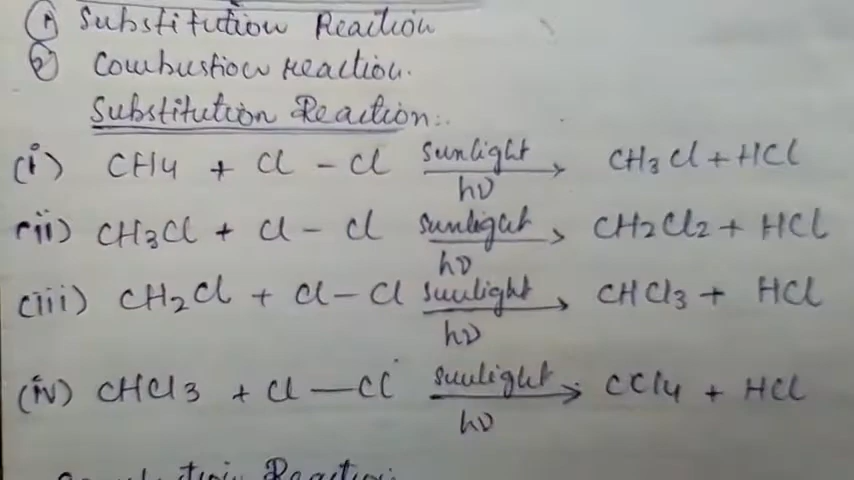 (1) Substitution Reaction
(2) Combustion reaction.
Substitution Reaction:.
(i) CH4 + Cl - Cl sunlight hν → CH3Cl + HCl
(ii) CH3Cl + Cl - Cl sunlight hν → CH2Cl2 + HCl
(iii) CH2Cl + Cl - Cl sunlight hν → CHCl3 + HCl
(iv) CHCl3 + Cl — Cl sunlight hν → CCl4 + HCl
Reaction: